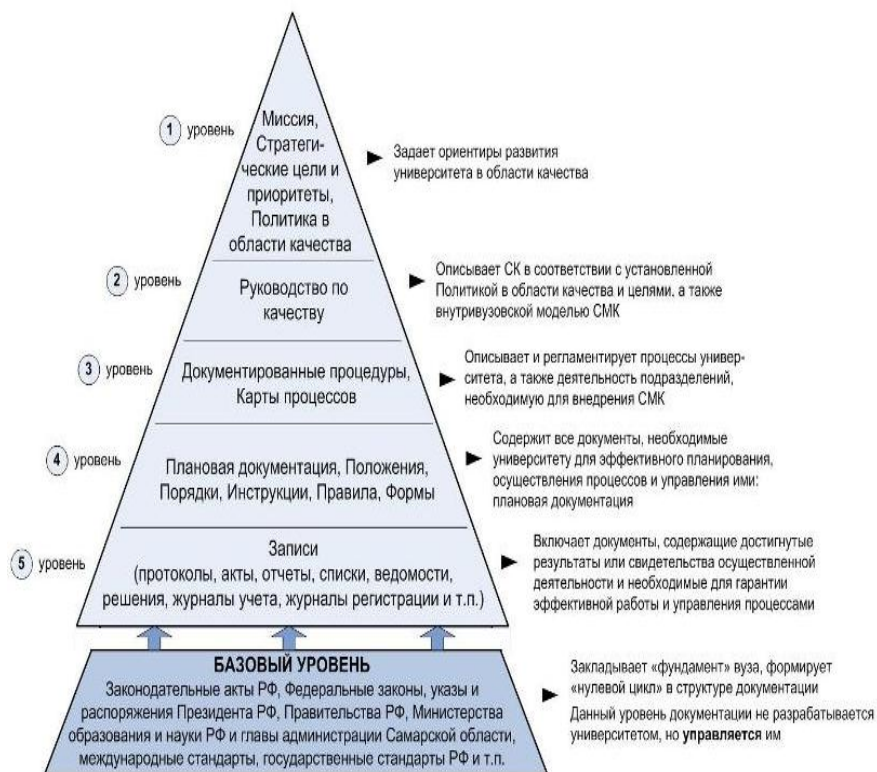 1 уровень
Миссия,
Стратеги-
ческие цели и
приоритеты,
Политика в
области качества
Задает ориентиры развития
университета в области качества
2 уровень
Руководство по
качеству
Описывает СК в соответствии с установленной
Политикой в области качества и целями, а также
внутривузовской моделью СМК
3 уровень
Документированные процедуры,
Карты процессов
Описывает и регламентирует процессы универ-
ситета, а также деятельность подразделений,
необходимую для внедрения СМК
4 уровень
Плановая документация, Положения,
Порядки, Инструкции, Правила, Формы
Содержит все документы, необходимые
университету для эффективного планирования,
осуществления процессов и управления ими:
плановая документация
5 уровень
Записи
(протоколы, акты, отчеты, списки, ведомости,
решения, журналы учета, журналы регистрации и т.п.)
Включает документы, содержащие достигнутые
результаты или свидетельства осуществленной
деятельности и необходимые для гарантии
эффективной работы и управления процессами
БАЗОВЫЙ УРОВЕНЬ
Законодательные акты РФ, Федеральные законы, указы и
распоряжения Президента РФ, Правительства РФ, Министерства
образования и науки РФ и главы администрации Самарской области,
международные стандарты, государственные стандарты РФ и т.п.
Закладывает «фундамент» вуза, формирует
«нулевой цикл» в структуре документации
Данный уровень документации не разрабатывается
университетом, но управляется им